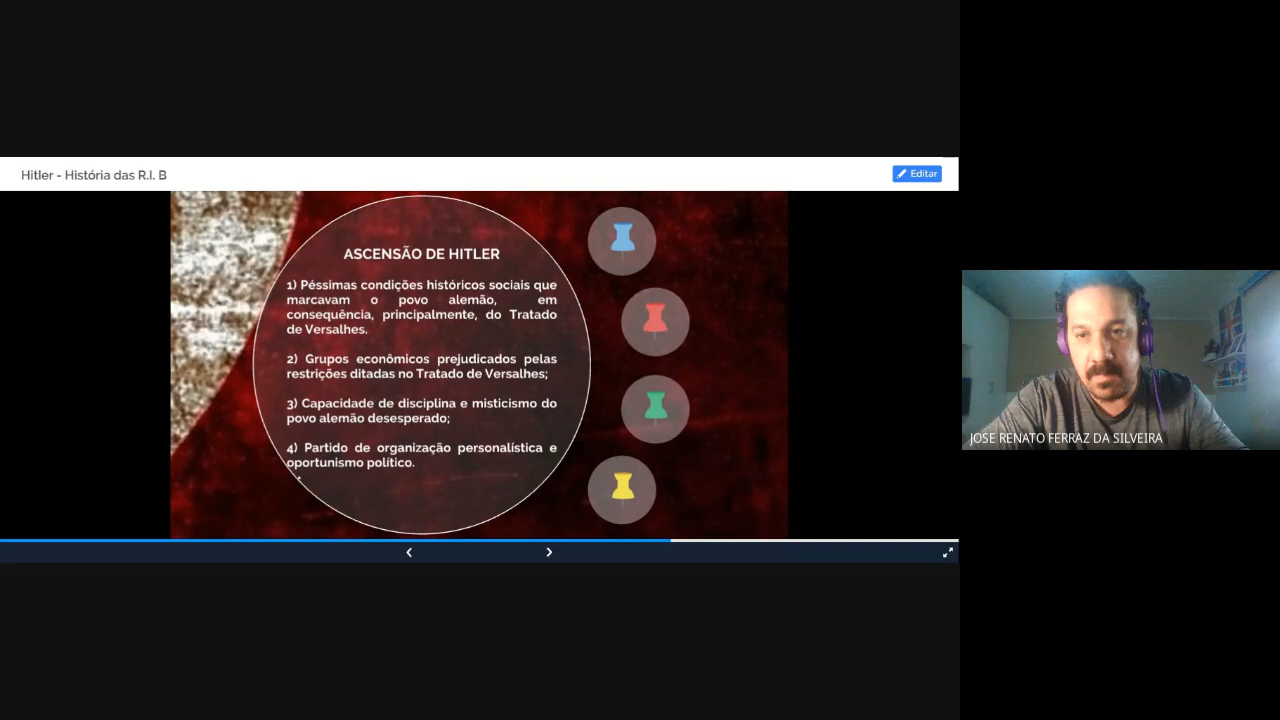 Hitler - História das R.I. B
Editar
ASCENSÃO DE HITLER
1) Péssimas condições históricos sociais que
marcavam o povo alemão, em
consequência, principalmente, do Tratado
de Versalhes.
2) Grupos econômicos prejudicados pelas
restrições ditadas no Tratado de Versalhes;
3) Capacidade de disciplina e misticismo do
povo alemão desesperado;
4) Partido de organização personalística e
oportunismo político.
.
JOSE RENATO FERRAZ DA SILVEIRA